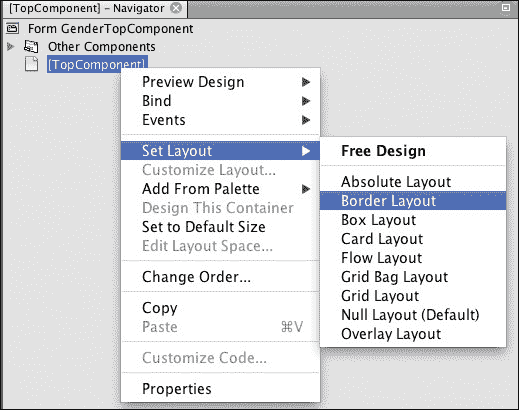 [TopComponent] – Navigator
Form GenderTopComponent
Other Components
[TopComponent]
Preview Design
Bind
Events
Set Layout
Customize Layout...
Add From Palette
Design This Container
Set to Default Size
Edit Layout Space...
Change Order...
Copy
Paste ⌘V
Customize Code...
Properties
Free Design
Absolute Layout
Border Layout
Box Layout
Card Layout
Flow Layout
Grid Bag Layout
Grid Layout
Null Layout (Default)
Overlay Layout